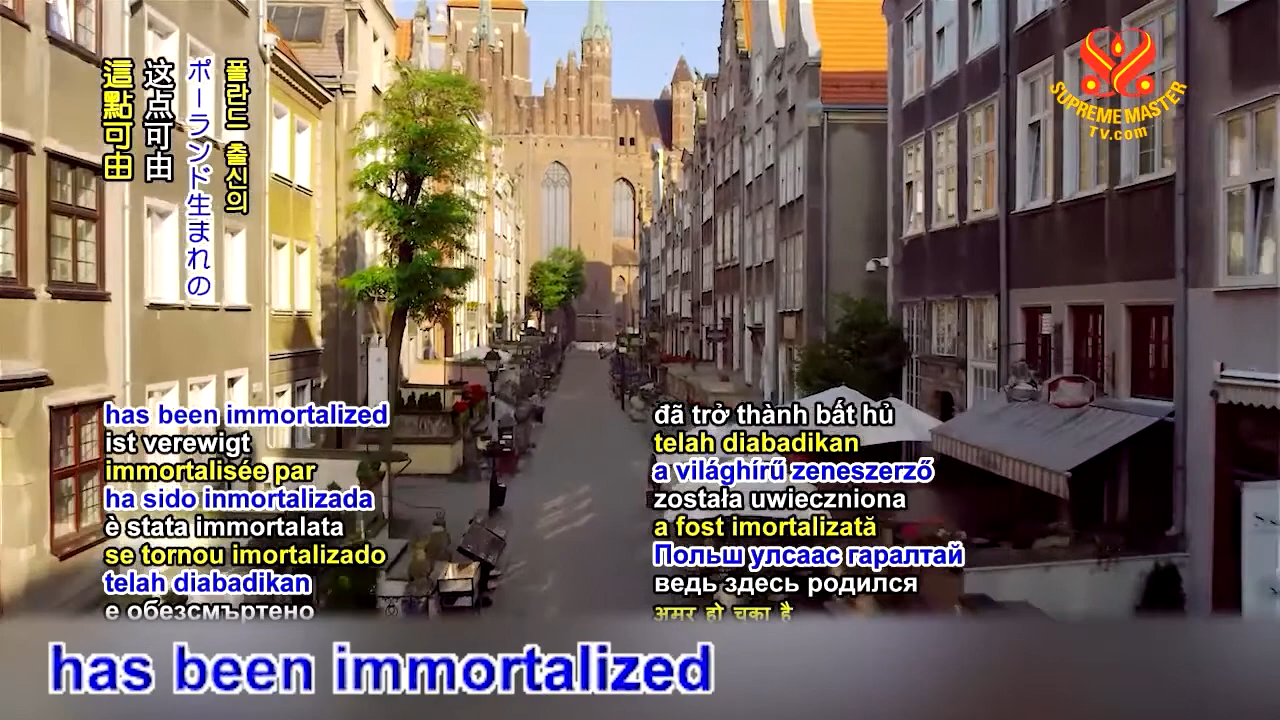 SUPREME MASTER
TV.com
這點可由
这点可由
ポーランド生まれの
폴란드 출신의
has been immortalized
ist verewigt
immortalisée par
ha sido inmortalizada
è stata immortalata
se tornou imortalizado
telah diabadikan
е обезсмъртено
đã trở thành bất hủ
telah diabadikan
a világhírű zeneszerző
została uwieczniona
a fost imortalizată
Польш улсаас гаралтай
ведь здесь родился
अमर हो चुका है
has been immortalized